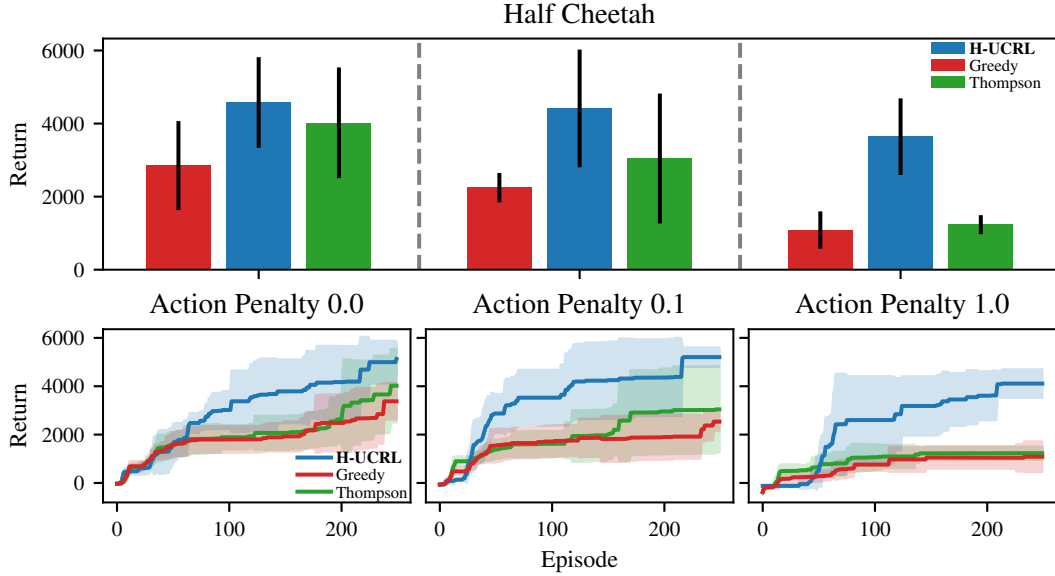 Half Cheetah
Return
6000
4000
2000
0
H-UCRL
Greedy
Thompson
Action Penalty 0.0
Action Penalty 0.1
Action Penalty 1.0
Return
6000
4000
2000
0
H-UCRL
Greedy
Thompson
0 100 200
0 100 200
0 100 200
Episode